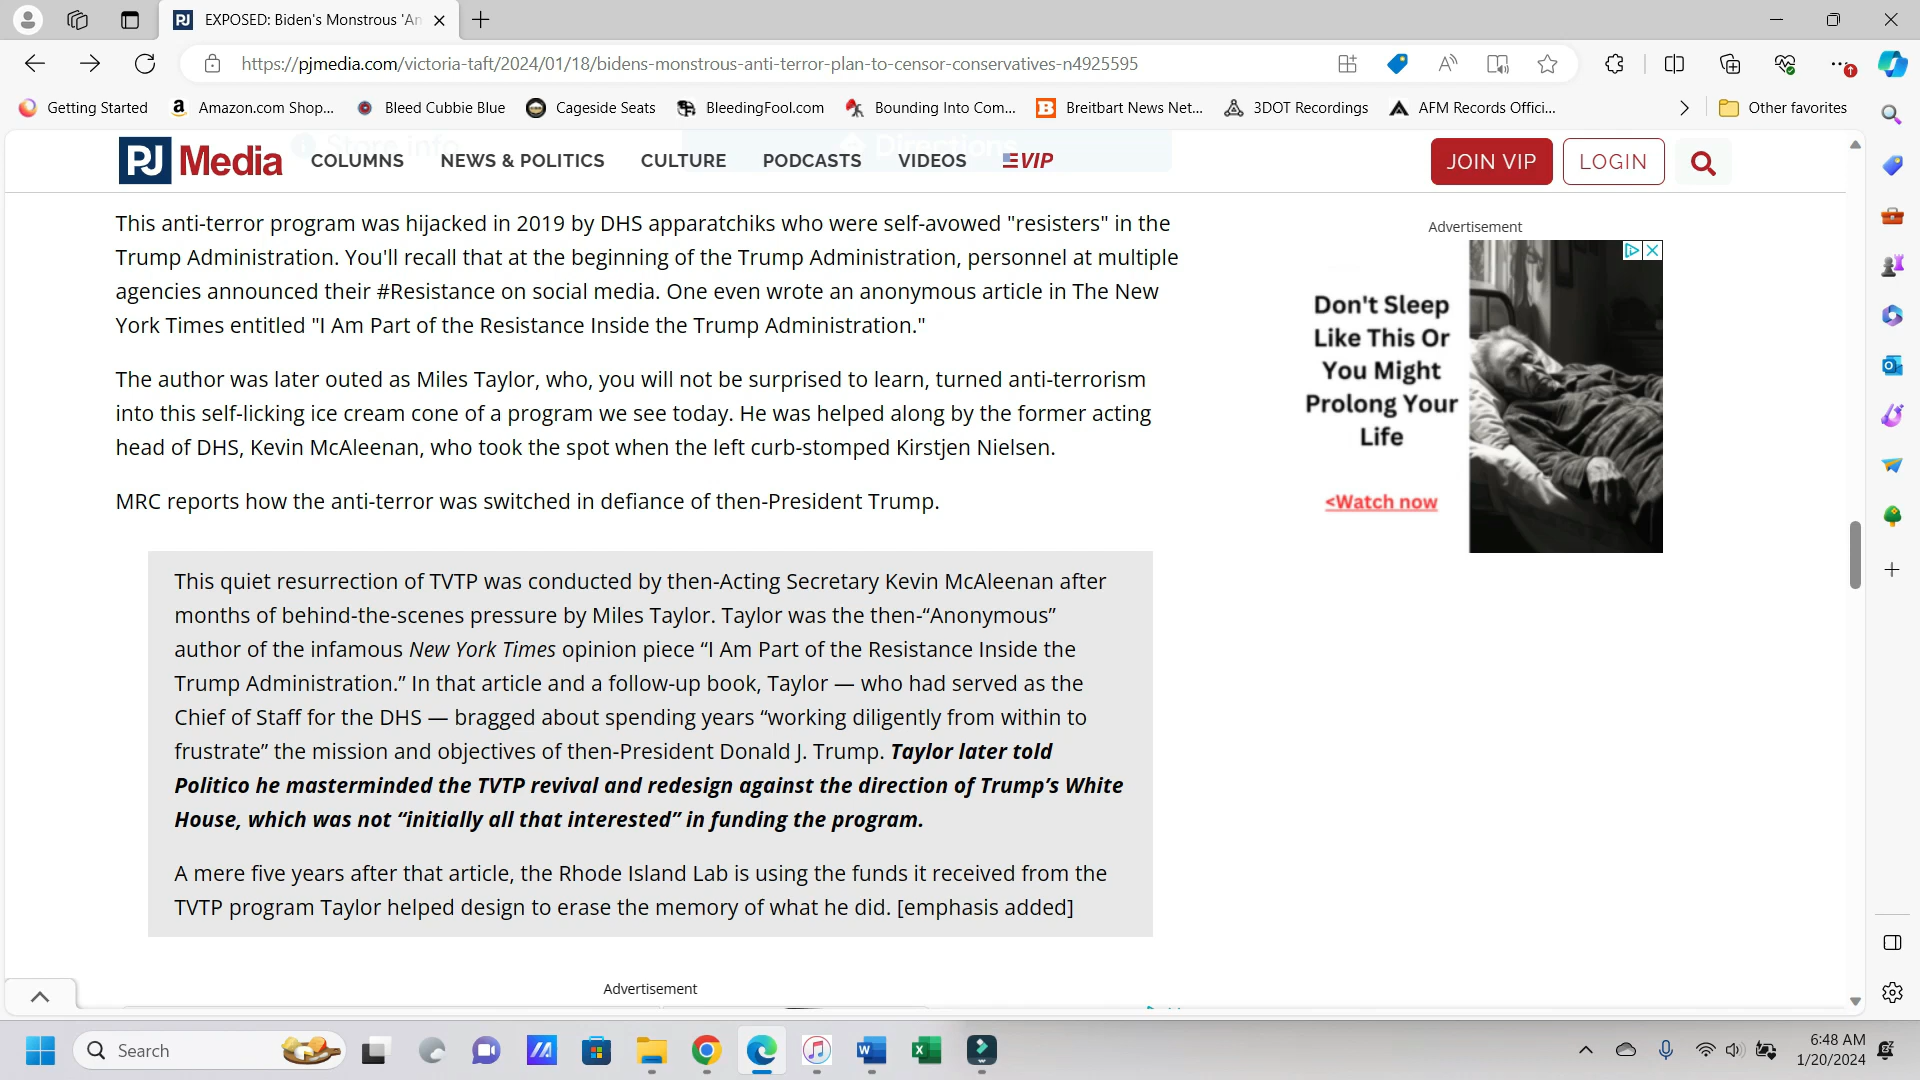 EXPOSED: Biden's Monstrous 'An
https://pjmedia.com/victoria-taft/2024/01/18/bidens-monstrous-anti-terror-plan-to-censor-conservatives-n4925595
Getting Started
Amazon.com Shop...
Bleed Cubbie Blue
Cageside Seats
BleedingFool.com
Bounding Into Com...
Breitbart News Net...
3DOT Recordings
AFM Records Offici...
Other favorites
Store info
Directions
PJ Media
COLUMNS
NEWS & POLITICS
CULTURE
PODCASTS
VIDEOS
VIP
JOIN VIP
LOGIN
This anti-terror program was hijacked in 2019 by DHS apparatchiks who were self-avowed "resisters" in the
Trump Administration. You'll recall that at the beginning of the Trump Administration, personnel at multiple
agencies announced their #Resistance on social media. One even wrote an anonymous article in The New
York Times entitled "I Am Part of the Resistance Inside the Trump Administration."
The author was later outed as Miles Taylor, who, you will not be surprised to learn, turned anti-terrorism
into this self-licking ice cream cone of a program we see today. He was helped along by the former acting
head of DHS, Kevin McAleenan, who took the spot when the left curb-stomped Kirstjen Nielsen.
MRC reports how the anti-terror was switched in defiance of then-President Trump.
This quiet resurrection of TVTP was conducted by then-Acting Secretary Kevin McAleenan after
months of behind-the-scenes pressure by Miles Taylor. Taylor was the then-“Anonymous”
author of the infamous New York Times opinion piece “I Am Part of the Resistance Inside the
Trump Administration.” In that article and a follow-up book, Taylor — who had served as the
Chief of Staff for the DHS — bragged about spending years “working diligently from within to
frustrate” the mission and objectives of then-President Donald J. Trump. Taylor later told
Politico he masterminded the TVTP revival and redesign against the direction of Trump’s White
House, which was not “initially all that interested” in funding the program.
A mere five years after that article, the Rhode Island Lab is using the funds it received from the
TVTP program Taylor helped design to erase the memory of what he did. [emphasis added]
Advertisement
Advertisement
Don't Sleep
Like This Or
You Might
Prolong Your
Life
<Watch now
Search
6:48 AM
1/20/2024